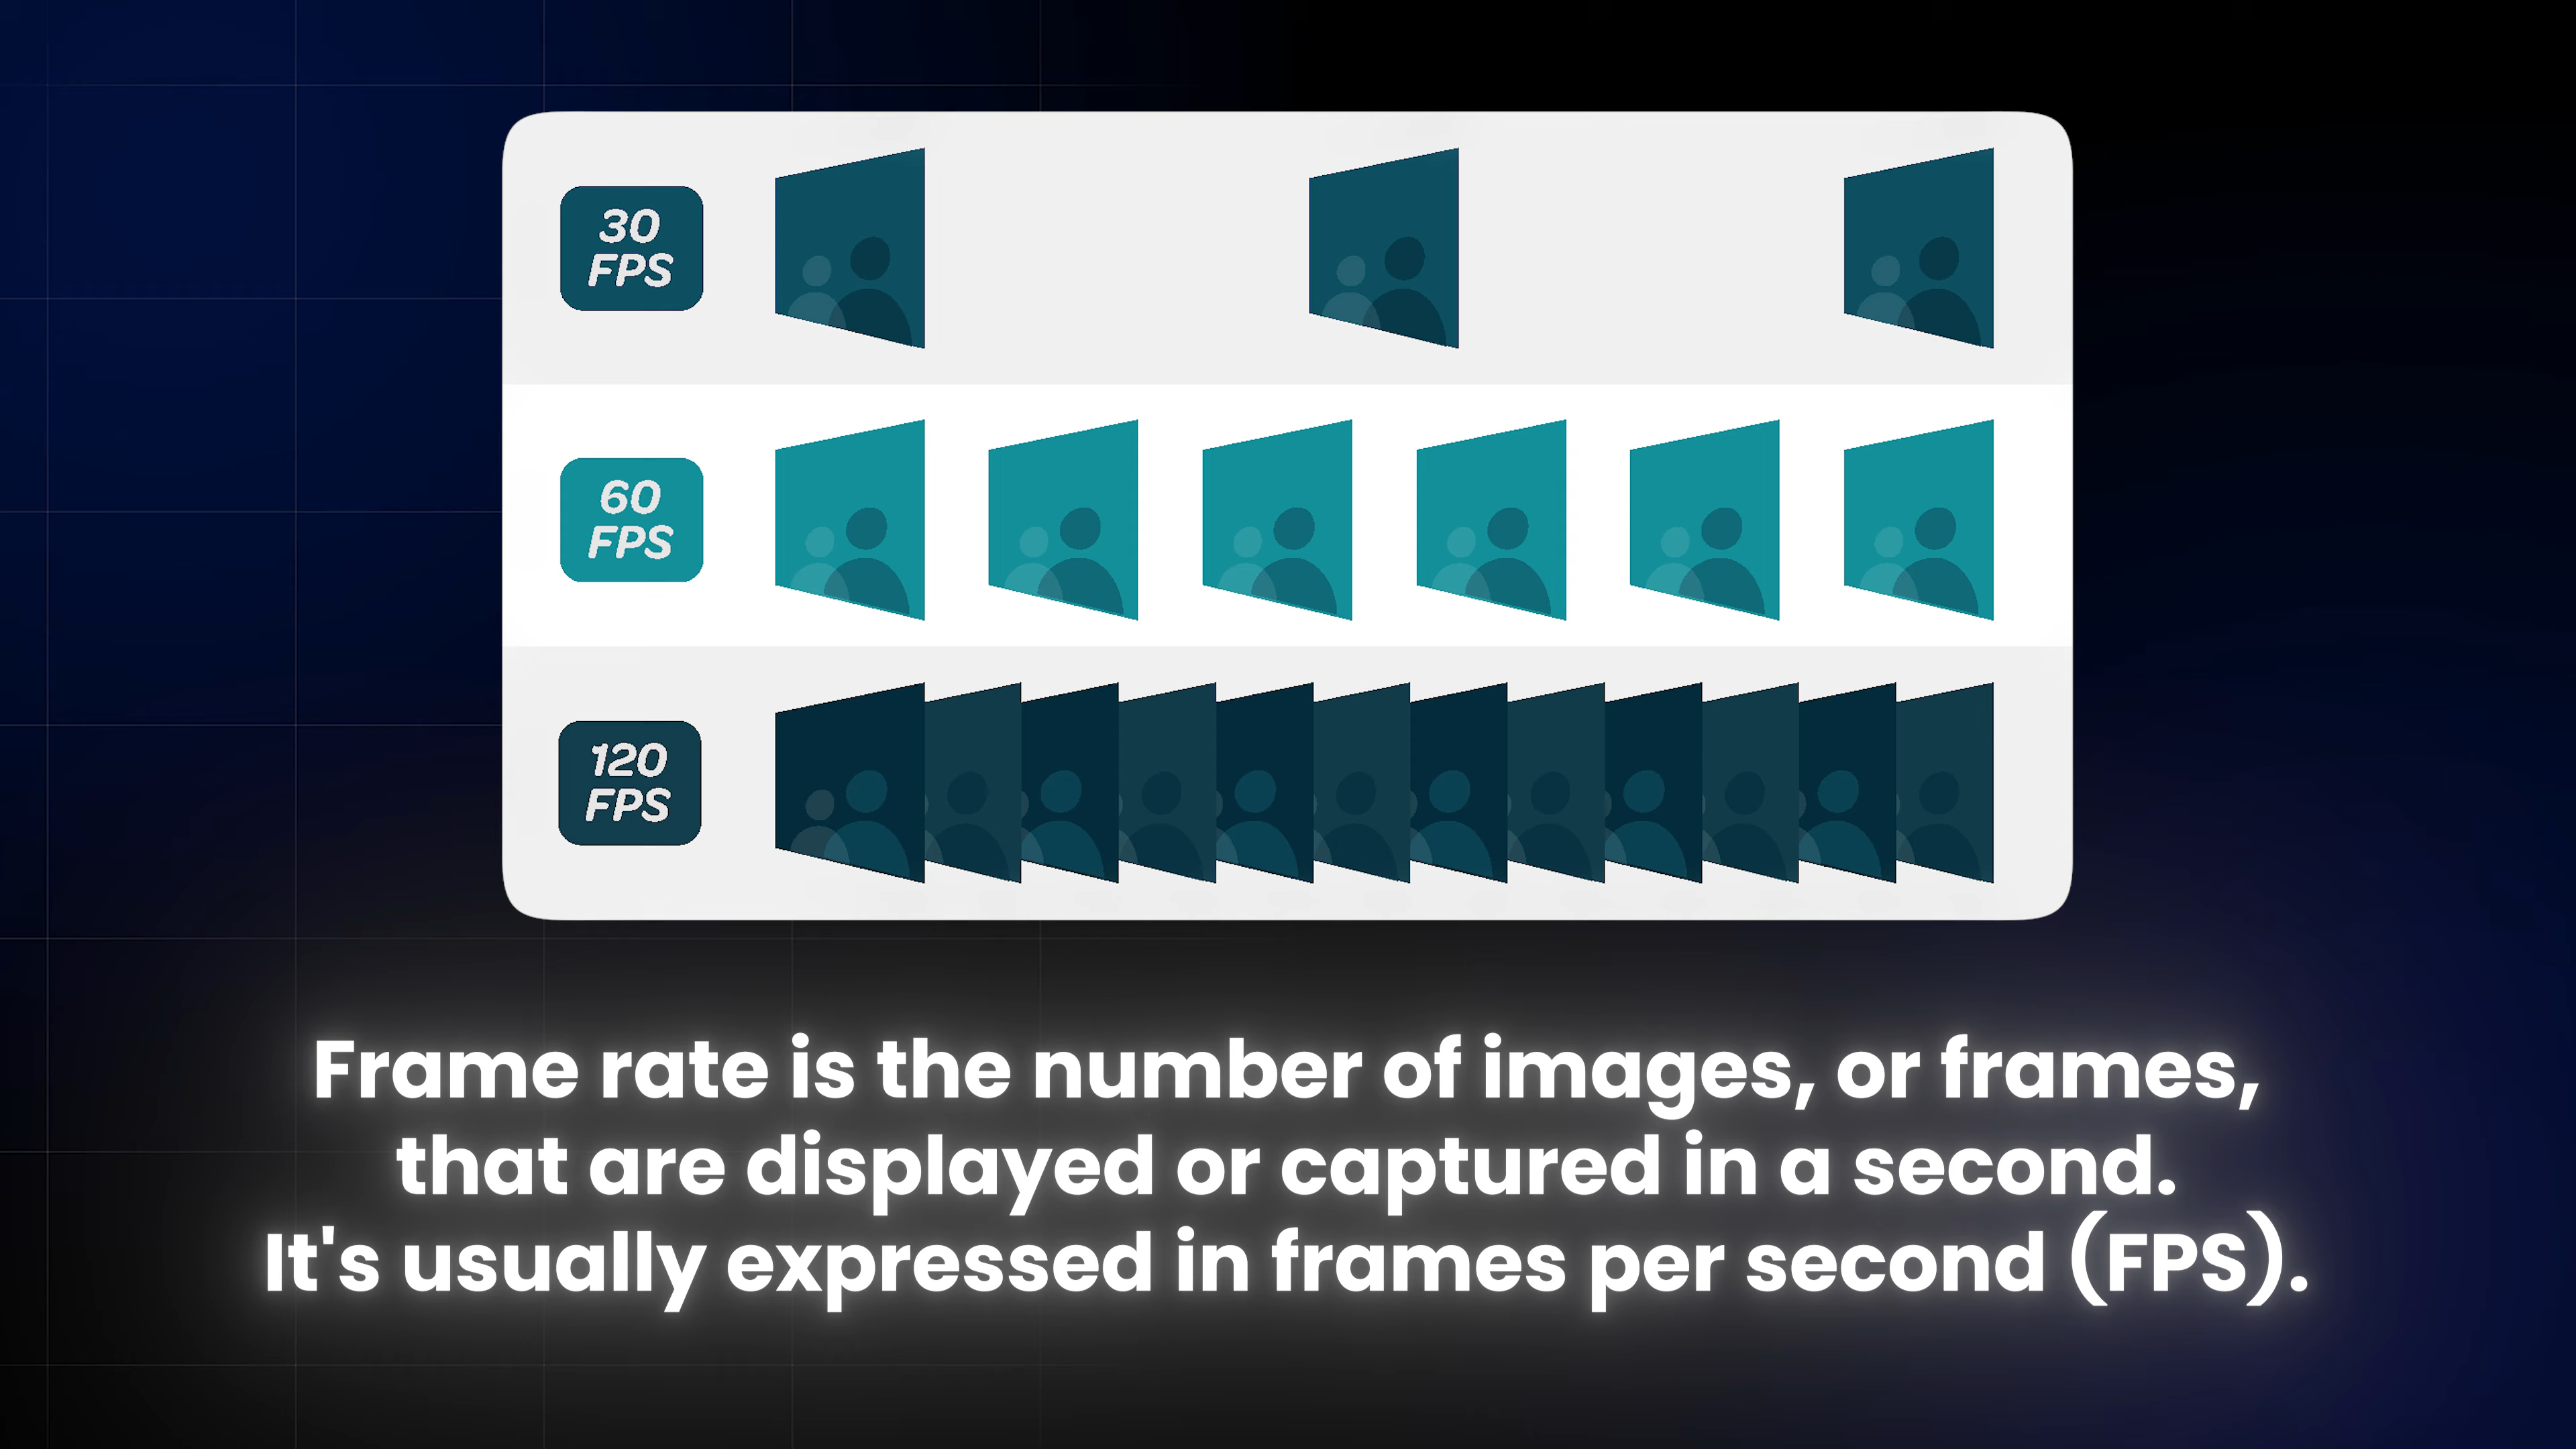 30
FPS
60
FPS
120
FPS
Frame rate is the number of images, or frames,
that are displayed or captured in a second.
It's usually expressed in frames per second (FPS).